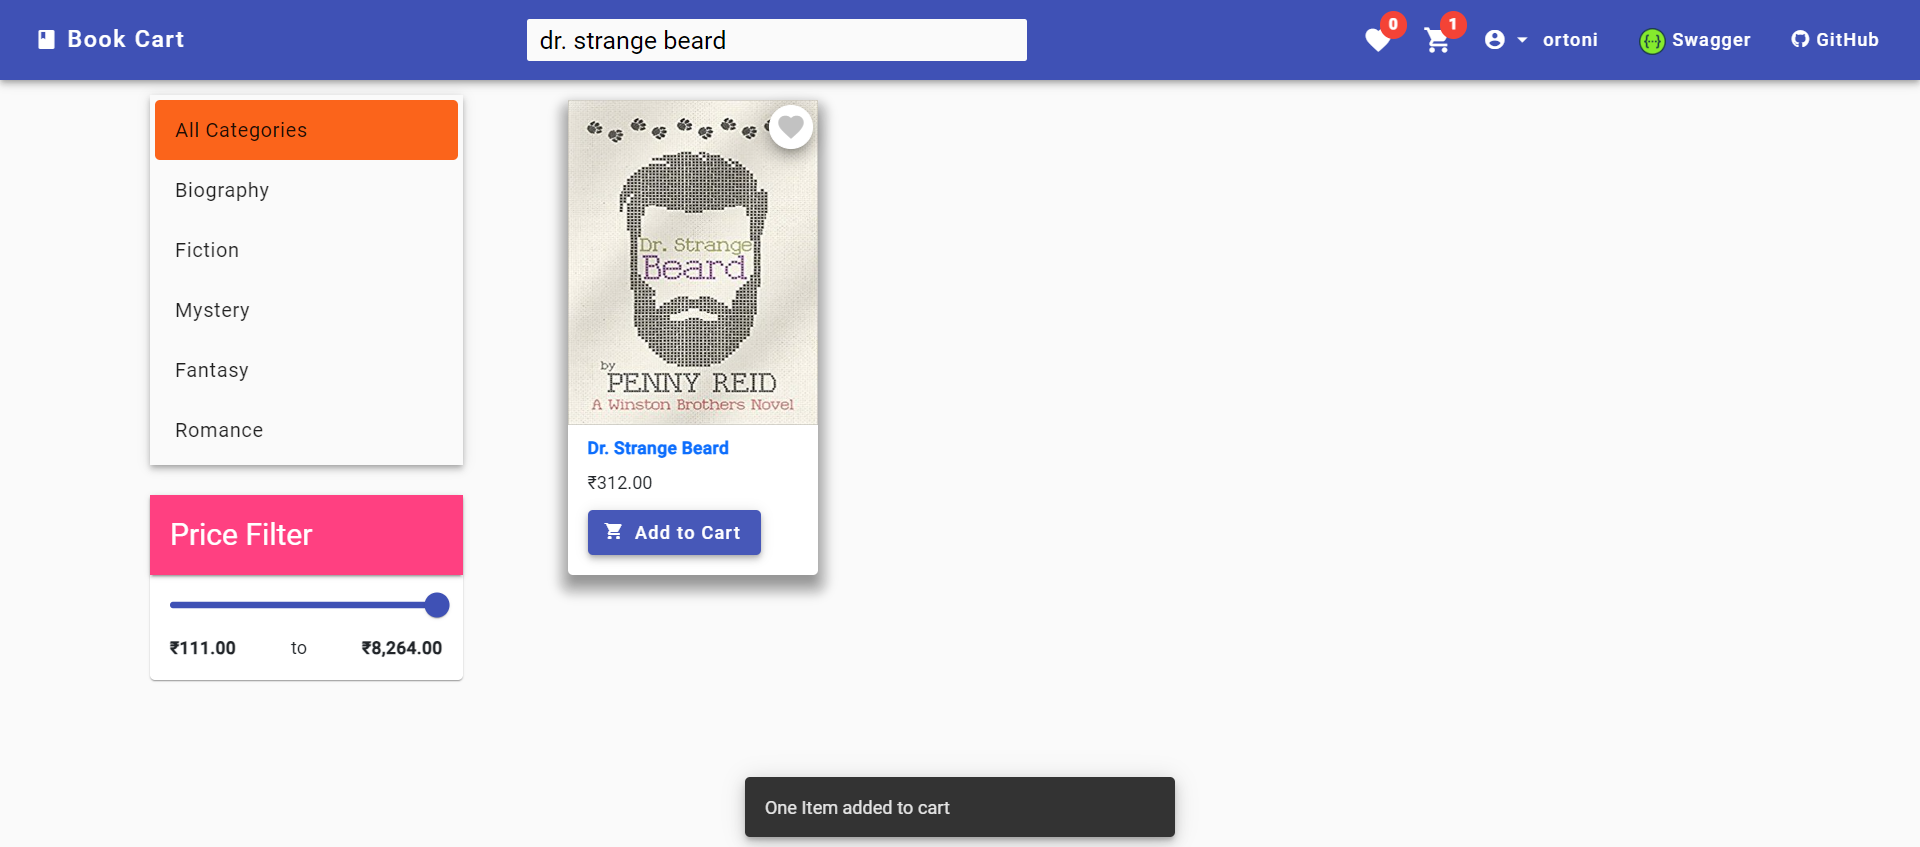 Book Cart
dr. strange beard
0
1
ortoni
Swagger
GitHub
All Categories
Biography
Fiction
Mystery
Fantasy
Romance
Price Filter
₹111.00 to ₹8,264.00
Dr. Strange
Beard
by
PENNY REID
A Winston Brothers Novel
Dr. Strange Beard
₹312.00
Add to Cart
One Item added to cart